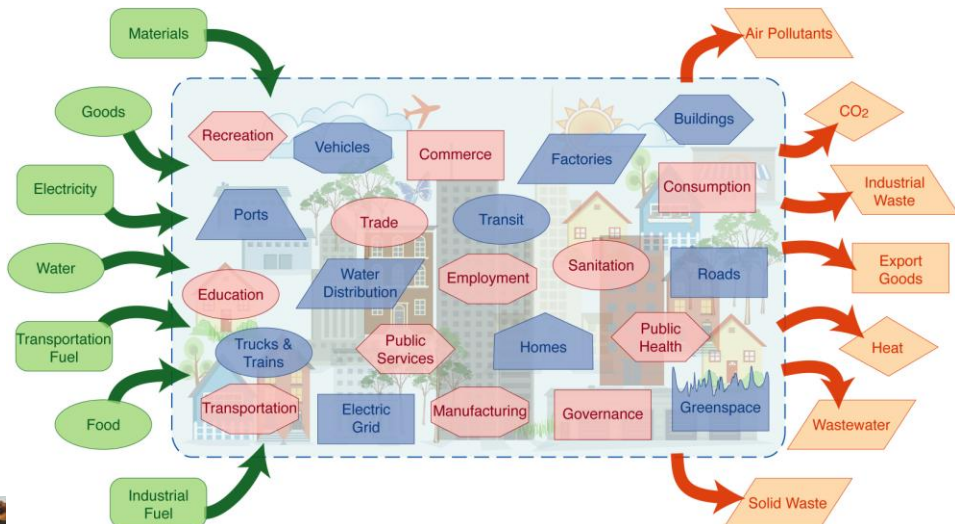 Materials
Air Pollutants
Goods
CO₂
Buildings
Recreation
Vehicles
Commerce
Factories
Electricity
Consumption
Industrial
Waste
Ports
Trade
Transit
Water
Water
Distribution
Employment
Sanitation
Roads
Export
Goods
Education
Transportation
Fuel
Trucks &
Trains
Public
Services
Homes
Public
Health
Heat
Food
Transportation
Electric
Grid
Manufacturing
Governance
Greenspace
Wastewater
Industrial
Fuel
Solid Waste